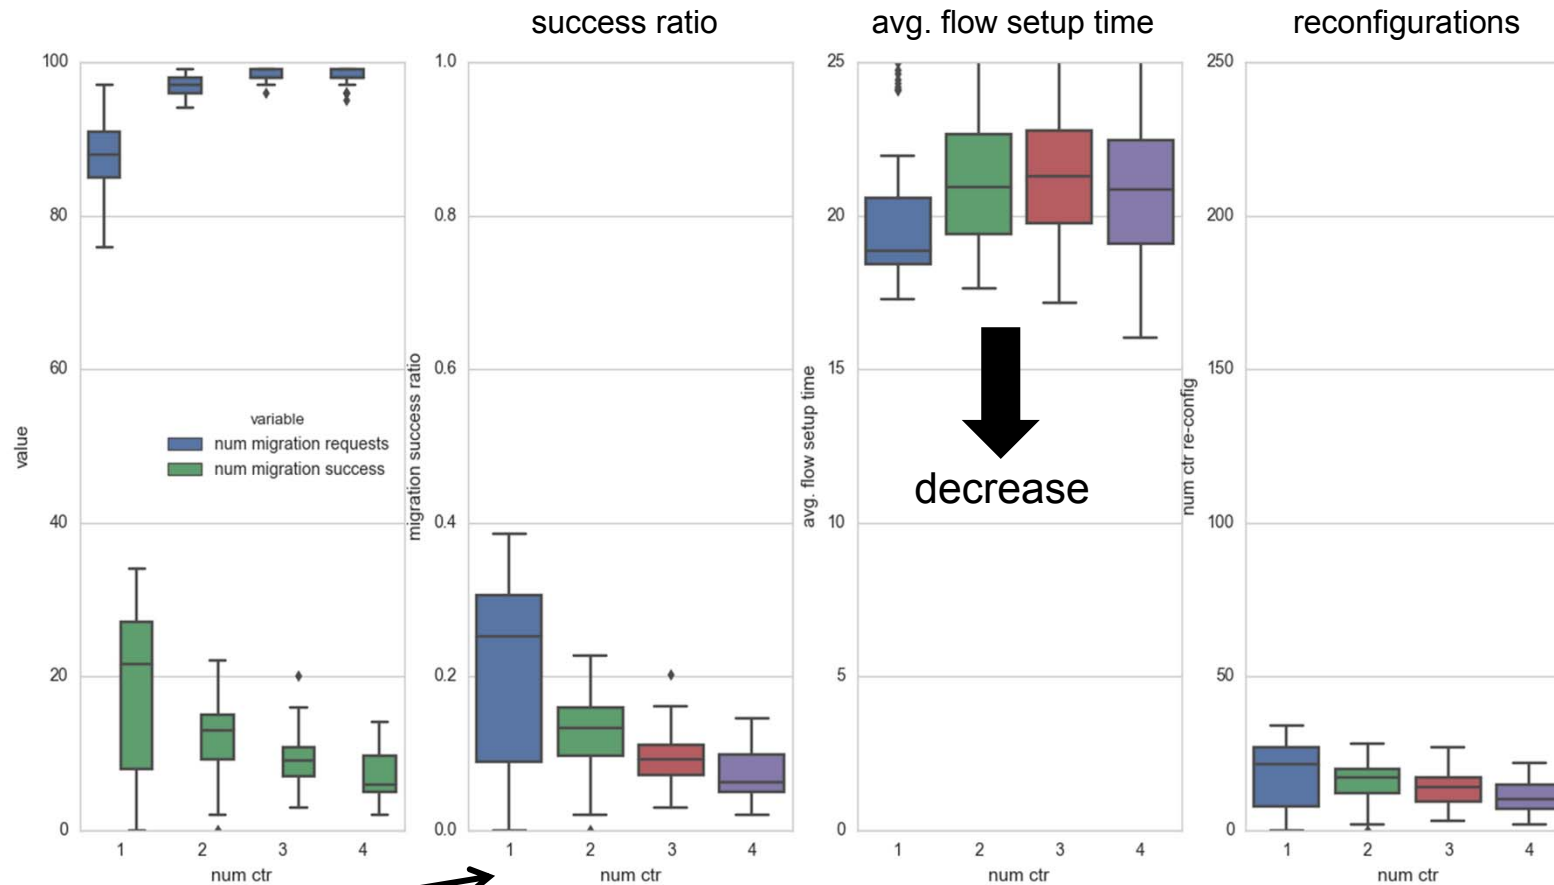 success ratio
avg. flow setup time
reconfigurations
100
80
60
40
20
0
value
variable
num migration requests
num migration success
1 2 3 4
num ctr
1.0
0.8
0.6
0.4
0.2
0.0
migration success ratio
1 2 3 4
num ctr
25
20
15
10
5
0
avg. flow setup time
decrease
1 2 3 4
num ctr
250
200
150
100
50
0
num ctr re-config
1 2 3 4
num ctr